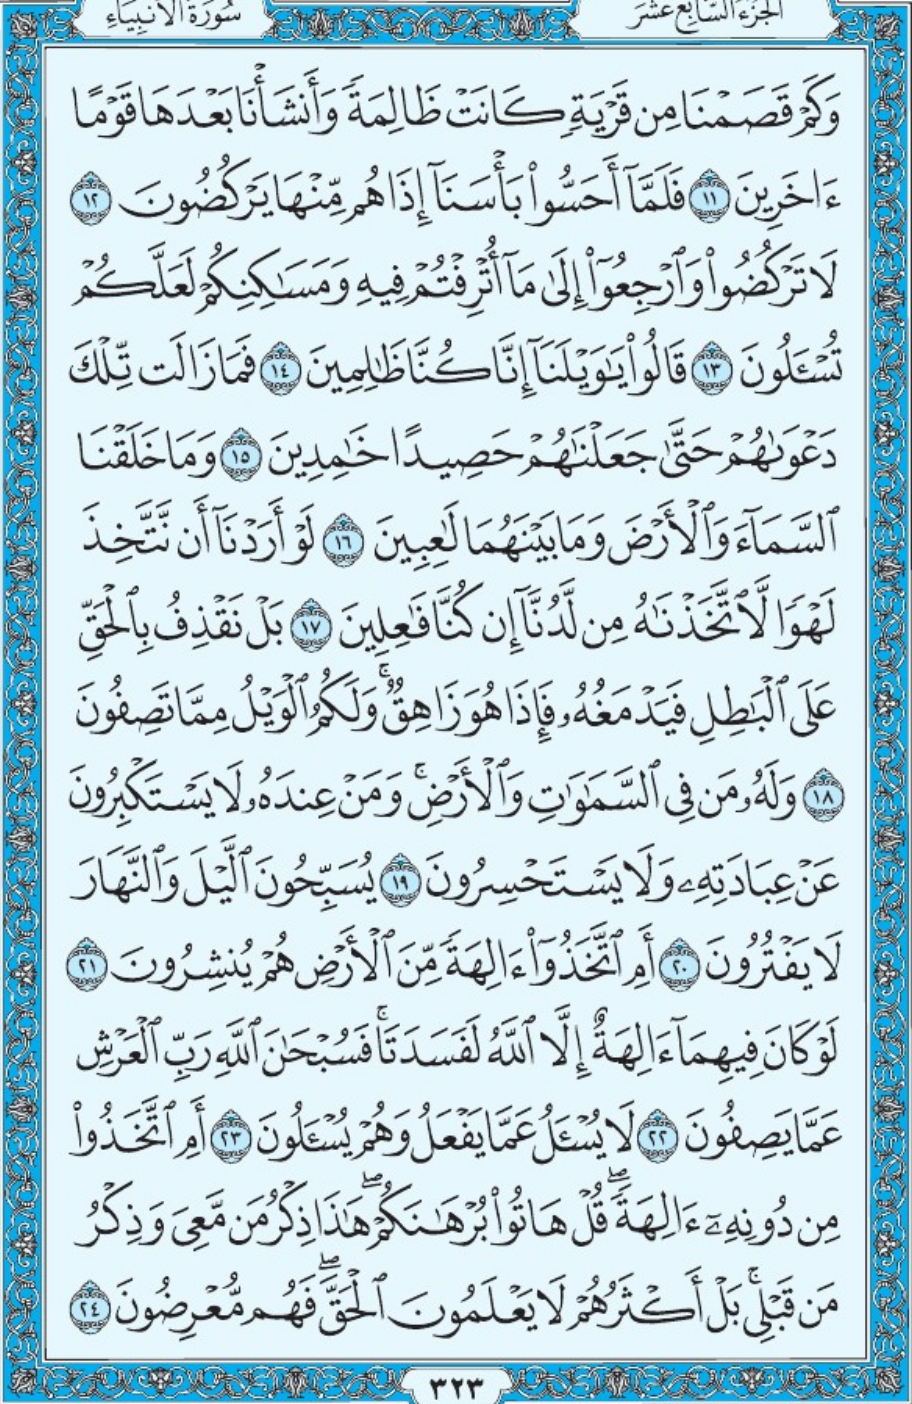 الجزء السابع عشر
سورة الأنبياء
وَكَمْ قَصَمْنَا مِن قَرْيَةٍ كَانَتْ ظَالِمَةً وَأَنشَأْنَا بَعْدَهَا قَوْمًا
ءَاخَرِينَ ١١ فَلَمَّآ أَحَسُّواْ بَأْسَنَآ إِذَا هُم مِّنْهَا يَرْكُضُونَ ١٢
لَا تَرْكُضُواْ وَٱرْجِعُوٓاْ إِلَىٰ مَآ أُتْرِفْتُمْ فِيهِ وَمَسَٰكِنِكُمْ لَعَلَّكُمْ
تُسْـَٔلُونَ ١٣ قَالُواْ يَٰوَيْلَنَآ إِنَّا كُنَّا ظَٰلِمِينَ ١٤ فَمَا زَالَت تِّلْكَ
دَعْوَىٰهُمْ حَتَّىٰ جَعَلْنَٰهُمْ حَصِيدًا خَٰمِدِينَ ١٥ وَمَا خَلَقْنَا
ٱلسَّمَآءَ وَٱلْأَرْضَ وَمَا بَيْنَهُمَا لَٰعِبِينَ ١٦ لَوْ أَرَدْنَآ أَن نَّتَّخِذَ
لَهْوًا لَّٱتَّخَذْنَٰهُ مِن لَّدُنَّآ إِن كُنَّا فَٰعِلِينَ ١٧ بَلْ نَقْذِفُ بِٱلْحَقِّ
عَلَى ٱلْبَٰطِلِ فَيَدْمَغُهُۥ فَإِذَا هُوَ زَاهِقٌ ۚ وَلَكُمُ ٱلْوَيْلُ مِمَّا تَصِفُونَ
١٨ وَلَهُۥ مَن فِى ٱلسَّمَٰوَٰتِ وَٱلْأَرْضِ ۚ وَمَنْ عِندَهُۥ لَا يَسْتَكْبِرُونَ
عَنْ عِبَادَتِهِۦ وَلَا يَسْتَحْسِرُونَ ١٩ يُسَبِّحُونَ ٱلَّيْلَ وَٱلنَّهَارَ
لَا يَفْتُرُونَ ٢٠ أَمِ ٱتَّخَذُوٓاْ ءَالِهَةً مِّنَ ٱلْأَرْضِ هُمْ يُنشِرُونَ ٢١
لَوْ كَانَ فِيهِمَآ ءَالِهَةٌ إِلَّا ٱللَّهُ لَفَسَدَتَا ۚ فَسُبْحَٰنَ ٱللَّهِ رَبِّ ٱلْعَرْشِ
عَمَّا يَصِفُونَ ٢٢ لَا يُسْـَٔلُ عَمَّا يَفْعَلُ وَهُمْ يُسْـَٔلُونَ ٢٣ أَمِ ٱتَّخَذُواْ
مِن دُونِهِۦٓ ءَالِهَةً ۖ قُلْ هَاتُواْ بُرْهَٰنَكُمْ ۖ هَٰذَا ذِكْرُ مَن مَّعِىَ وَذِكْرُ
مَن قَبْلِى ۗ بَلْ أَكْثَرُهُمْ لَا يَعْلَمُونَ ٱلْحَقَّ ۖ فَهُم مُّعْرِضُونَ ٢٤
٣٢٣